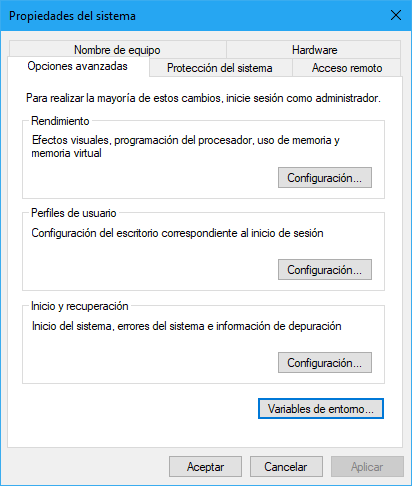 Propiedades del sistema
Nombre de equipo
Hardware
Opciones avanzadas
Protección del sistema
Acceso remoto
Para realizar la mayoría de estos cambios, inicie sesión como administrador.
Rendimiento
Efectos visuales, programación del procesador, uso de memoria y
memoria virtual
Configuración...
Perfiles de usuario
Configuración del escritorio correspondiente al inicio de sesión
Configuración...
Inicio y recuperación
Inicio del sistema, errores del sistema e información de depuración
Configuración...
Variables de entorno...
Aceptar
Cancelar
Aplicar